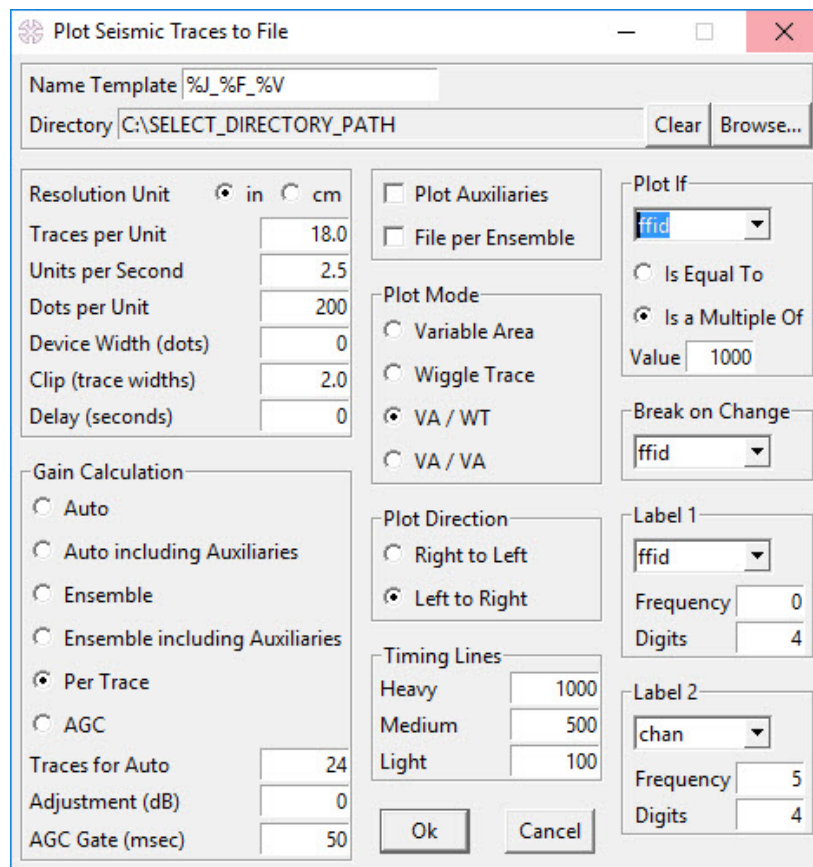 Plot Seismic Traces to File
Name Template %J_%F_%V
Directory C:\SELECT_DIRECTORY_PATH Clear Browse...
Resolution Unit in cm
Traces per Unit 18.0
Units per Second 2.5
Dots per Unit 200
Device Width (dots) 0
Clip (trace widths) 2.0
Delay (seconds) 0
Gain Calculation
Auto
Auto including Auxiliaries
Ensemble
Ensemble including Auxiliaries
Per Trace
AGC
Traces for Auto 24
Adjustment (dB) 0
AGC Gate (msec) 50
Plot Auxiliaries
File per Ensemble
Plot Mode
Variable Area
Wiggle Trace
VA / WT
VA / VA
Plot Direction
Right to Left
Left to Right
Timing Lines
Heavy 1000
Medium 500
Light 100
Ok Cancel
Plot If
ffid
Is Equal To
Is a Multiple Of
Value 1000
Break on Change
ffid
Label 1
ffid
Frequency 0
Digits 4
Label 2
chan
Frequency 5
Digits 4